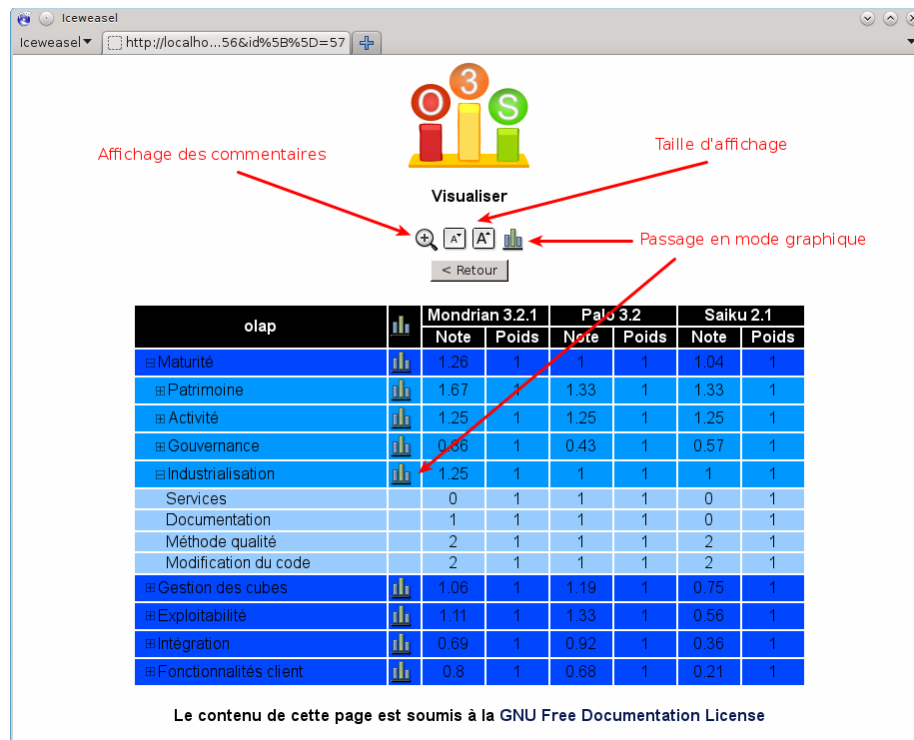 Iceweasel
Iceweasel
http://localho...56&id%5B%5D=57
O3S
Affichage des commentaires
Taille d'affichage
Visualiser
A A
Passage en mode graphique
< Retour
olap Mondrian 3.2.1 Palo 3.2 Saiku 2.1
Note Poids Note Poids Note Poids
Maturité 1.26 1 1 1 1.04 1
Patrimoine 1.67 1 1.33 1 1.33 1
Activité 1.25 1 1.25 1 1.25 1
Gouvernance 0.86 1 0.43 1 0.57 1
Industrialisation 1.25 1 1 1 1 1
Services 0 1 1 1 0 1
Documentation 1 1 1 1 0 1
Méthode qualité 2 1 1 1 2 1
Modification du code 2 1 1 1 2 1
Gestion des cubes 1.06 1 1.19 1 0.75 1
Exploitabilité 1.11 1 1.33 1 0.56 1
Intégration 0.69 1 0.92 1 0.36 1
Fonctionnalités client 0.8 1 0.68 1 0.21 1
Le contenu de cette page est soumis à la GNU Free Documentation License